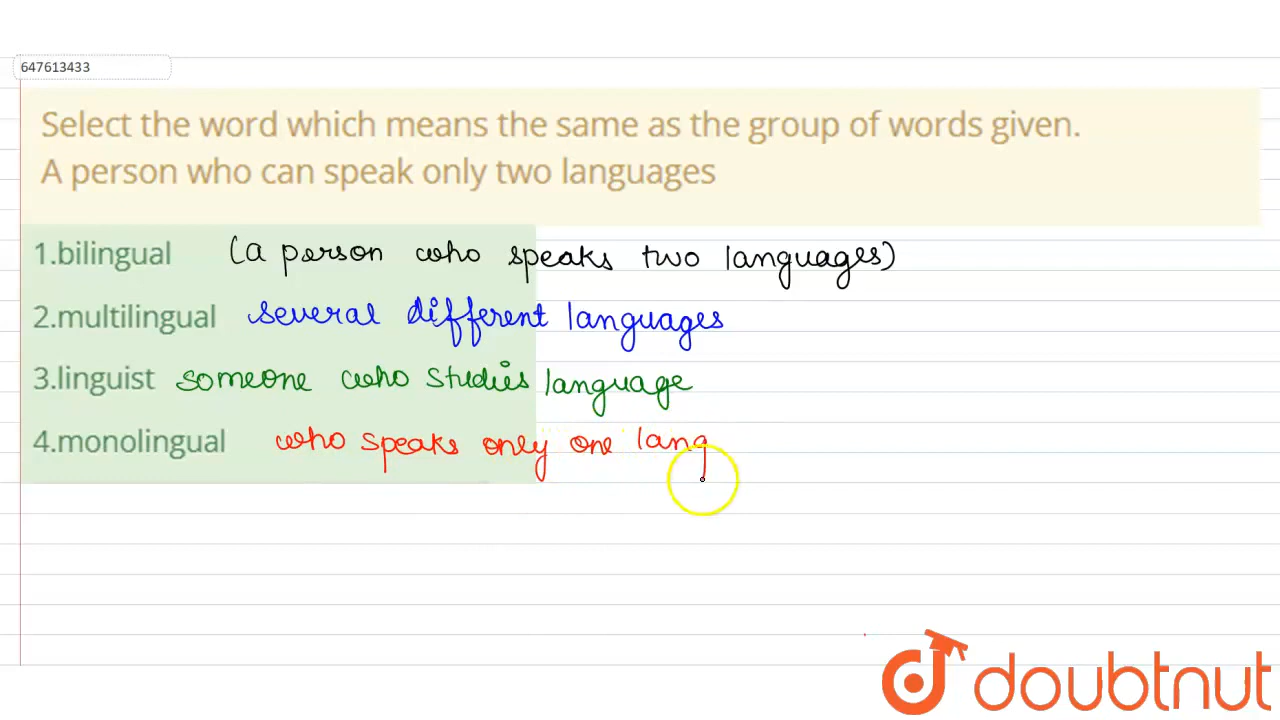 647613433
Select the word which means the same as the group of words given.
A person who can speak only two languages
1.bilingual (a person who speaks two languages)
2.multilingual several different languages
3.linguist someone who studies language
4.monolingual who speaks only one lang
doubtnut